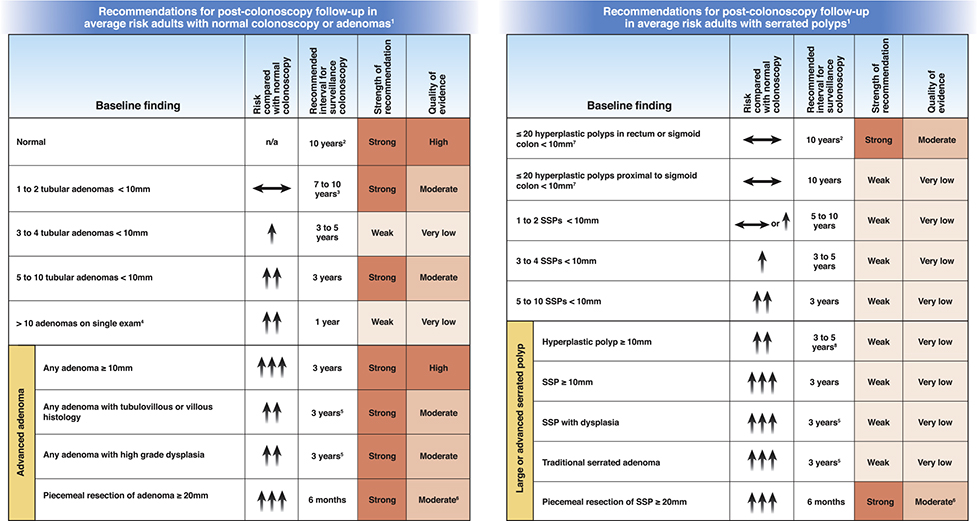 Recommendations for post-colonoscopy follow-up in
average risk adults with normal colonoscopy or adenomas¹
Baseline finding
Risk
compared
with normal
colonoscopy
Recommended
interval for
surveillance
colonoscopy
Strength of
recommendation
Quality of
evidence
Normal
n/a
10 years²
Strong
High
1 to 2 tubular adenomas < 10mm
7 to 10
years³
Strong
Moderate
3 to 4 tubular adenomas < 10mm
3 to 5
years
Weak
Very low
5 to 10 tubular adenomas < 10mm
3 years
Strong
Moderate
> 10 adenomas on single exam⁴
1 year
Weak
Very low
Advanced adenoma
Any adenoma ≥ 10mm
3 years
Strong
High
Any adenoma with tubulovillous or villous
histology
3 years⁵
Strong
Moderate
Any adenoma with high grade dysplasia
3 years⁵
Strong
Moderate
Piecemeal resection of adenoma ≥ 20mm
6 months
Strong
Moderate⁶
Recommendations for post-colonoscopy follow-up
in average risk adults with serrated polyps¹
Baseline finding
Risk
compared
with normal
colonoscopy
Recommended
interval for
surveillance
colonoscopy
Strength of
recommendation
Quality of
evidence
≤ 20 hyperplastic polyps in rectum or sigmoid
colon < 10mm⁷
10 years²
Strong
Moderate
≤ 20 hyperplastic polyps proximal to sigmoid
colon < 10mm⁷
10 years
Weak
Very low
1 to 2 SSPs < 10mm
or
5 to 10
years
Weak
Very low
3 to 4 SSPs < 10mm
3 to 5
years
Weak
Very low
5 to 10 SSPs < 10mm
3 years
Weak
Very low
Large or advanced serrated polyp
Hyperplastic polyp ≥ 10mm
3 to 5
years⁸
Weak
Very low
SSP ≥ 10mm
3 years
Weak
Very low
SSP with dysplasia
3 years⁵
Weak
Very low
Traditional serrated adenoma
3 years⁵
Weak
Very low
Piecemeal resection of SSP ≥ 20mm
6 months
Strong
Moderate⁶